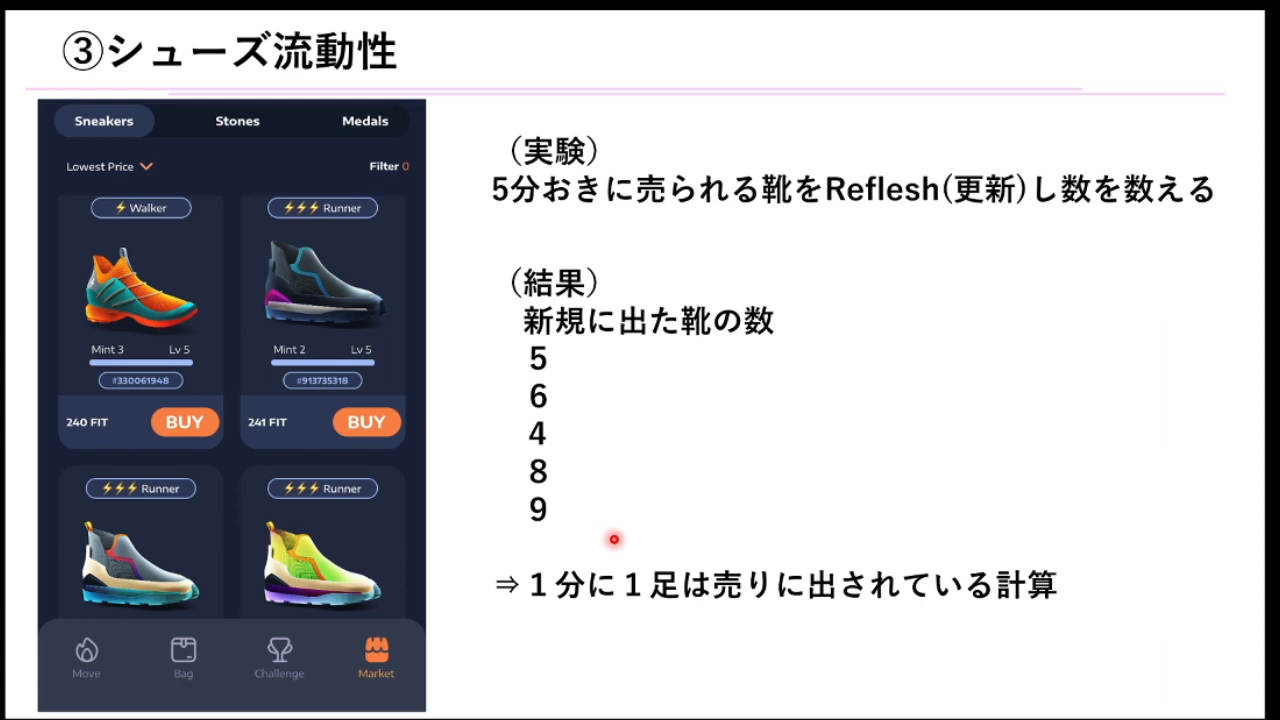 ③シューズ流動性
Sneakers Stones Medals
Lowest Price Filter 0
Walker Runner
Mint 3 Lv 5 Mint 2 Lv 5
#330061948 #913735318
240 FIT BUY 241 FIT BUY
Runner Runner
Move Bag Challenge Market
（実験）
5分おきに売られる靴をReflesh(更新)し数を数える
（結果）
新規に出た靴の数
5
6
4
8
9
⇒１分に１足は売りに出されている計算